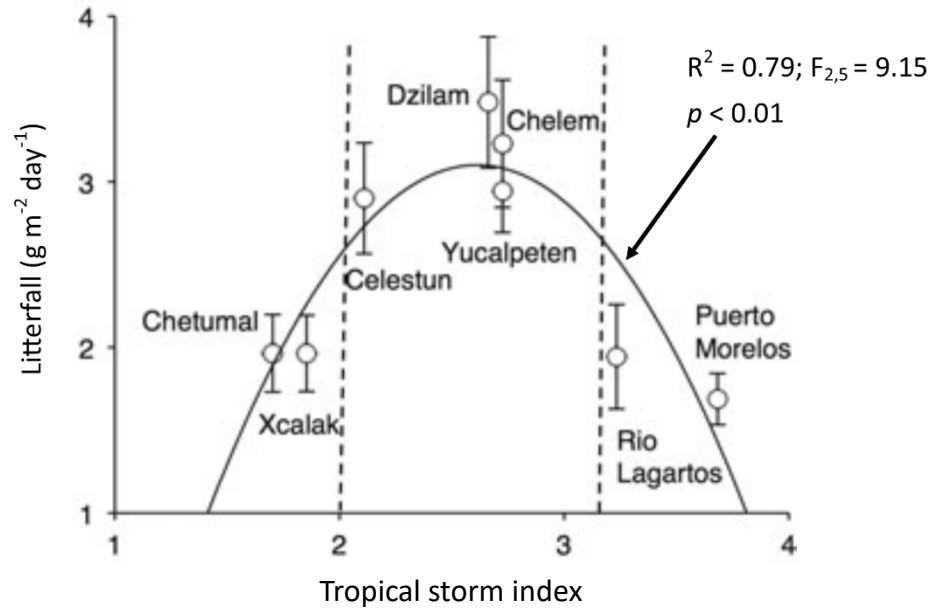 4
R² = 0.79; F₂,₅ = 9.15
p < 0.01
Dzilam
Chelem
3
Litterfall (g m⁻² day⁻¹)
Yucalpeten
Celestun
Chetumal
Puerto
Morelos
2
Xcalak
Rio
Lagartos
1
1 2 3 4
Tropical storm index